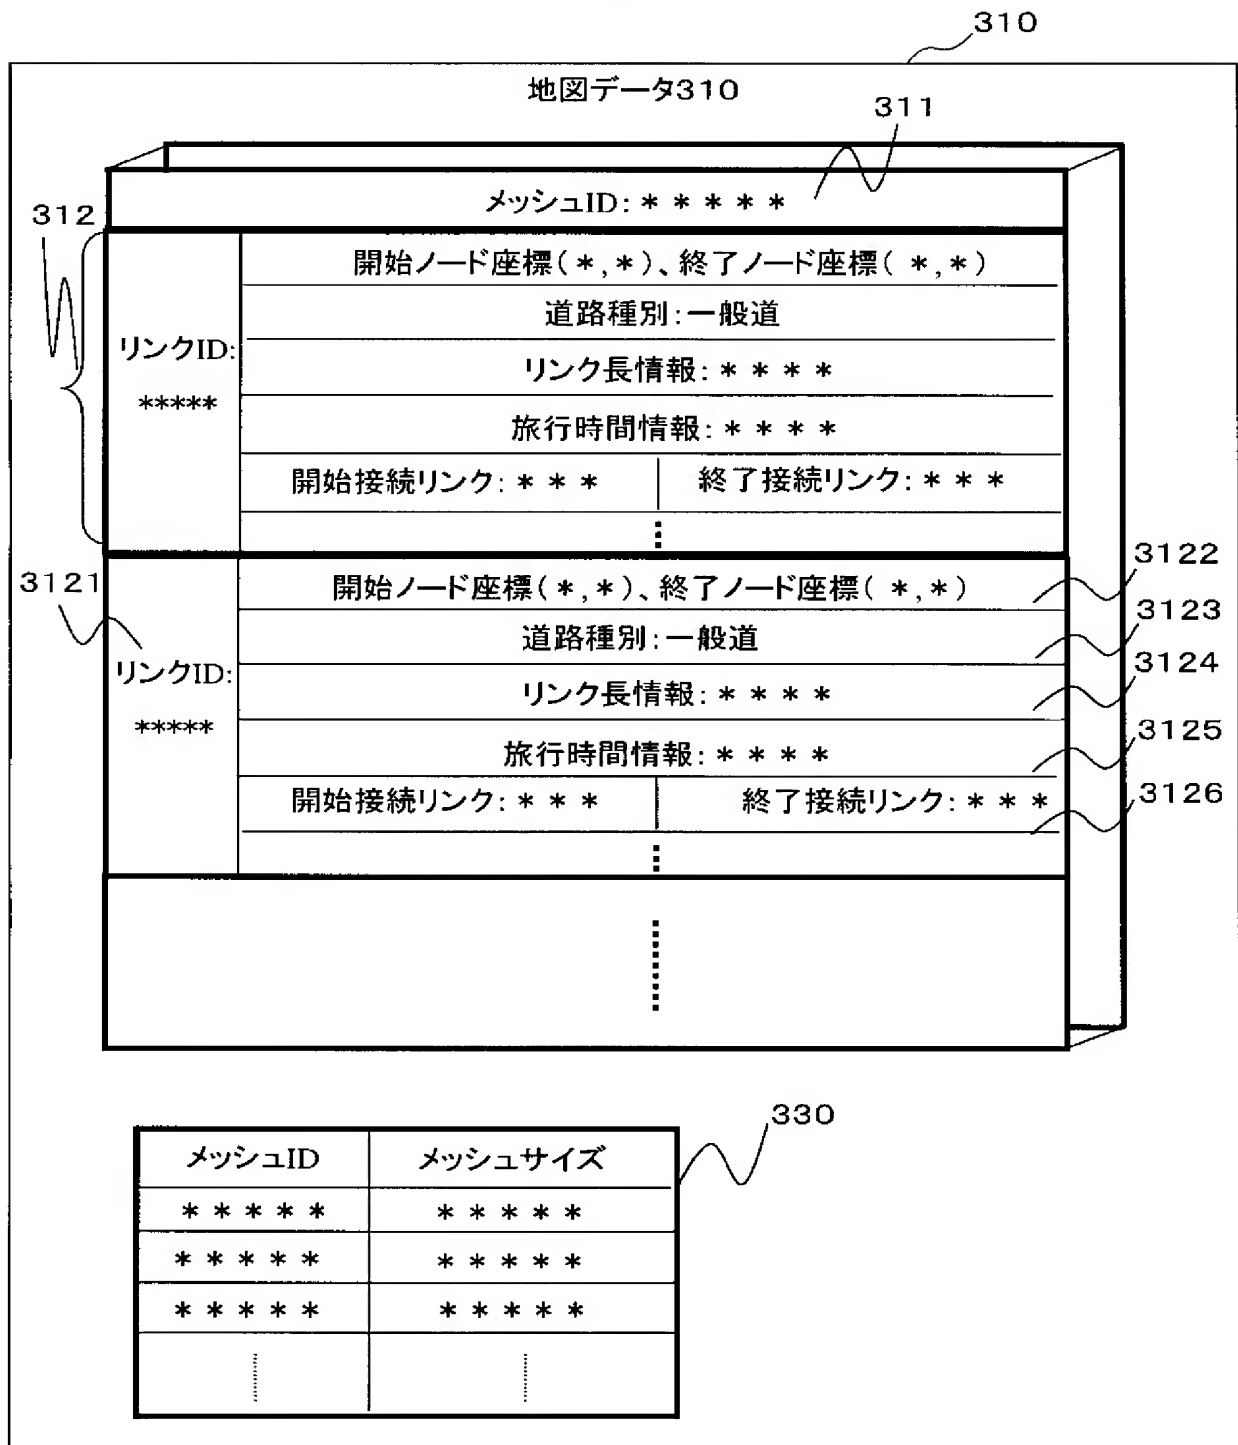 310
地図データ310
311
メッシュID: * * * * *
312
開始ノード座標(*,*)、終了ノード座標( *,*)
道路種別:一般道
リンクID:
*****
リンク長情報: * * * *
旅行時間情報: * * * *
開始接続リンク: * * * 終了接続リンク: * * *
3121
開始ノード座標(*,*)、終了ノード座標( *,*)
3122
道路種別:一般道
3123
リンクID:
*****
リンク長情報: * * * *
3124
旅行時間情報: * * * *
3125
開始接続リンク: * * * 終了接続リンク: * * *
3126
330
メッシュID メッシュサイズ
* * * * * * * * * *
* * * * * * * * * *
* * * * * * * * * *